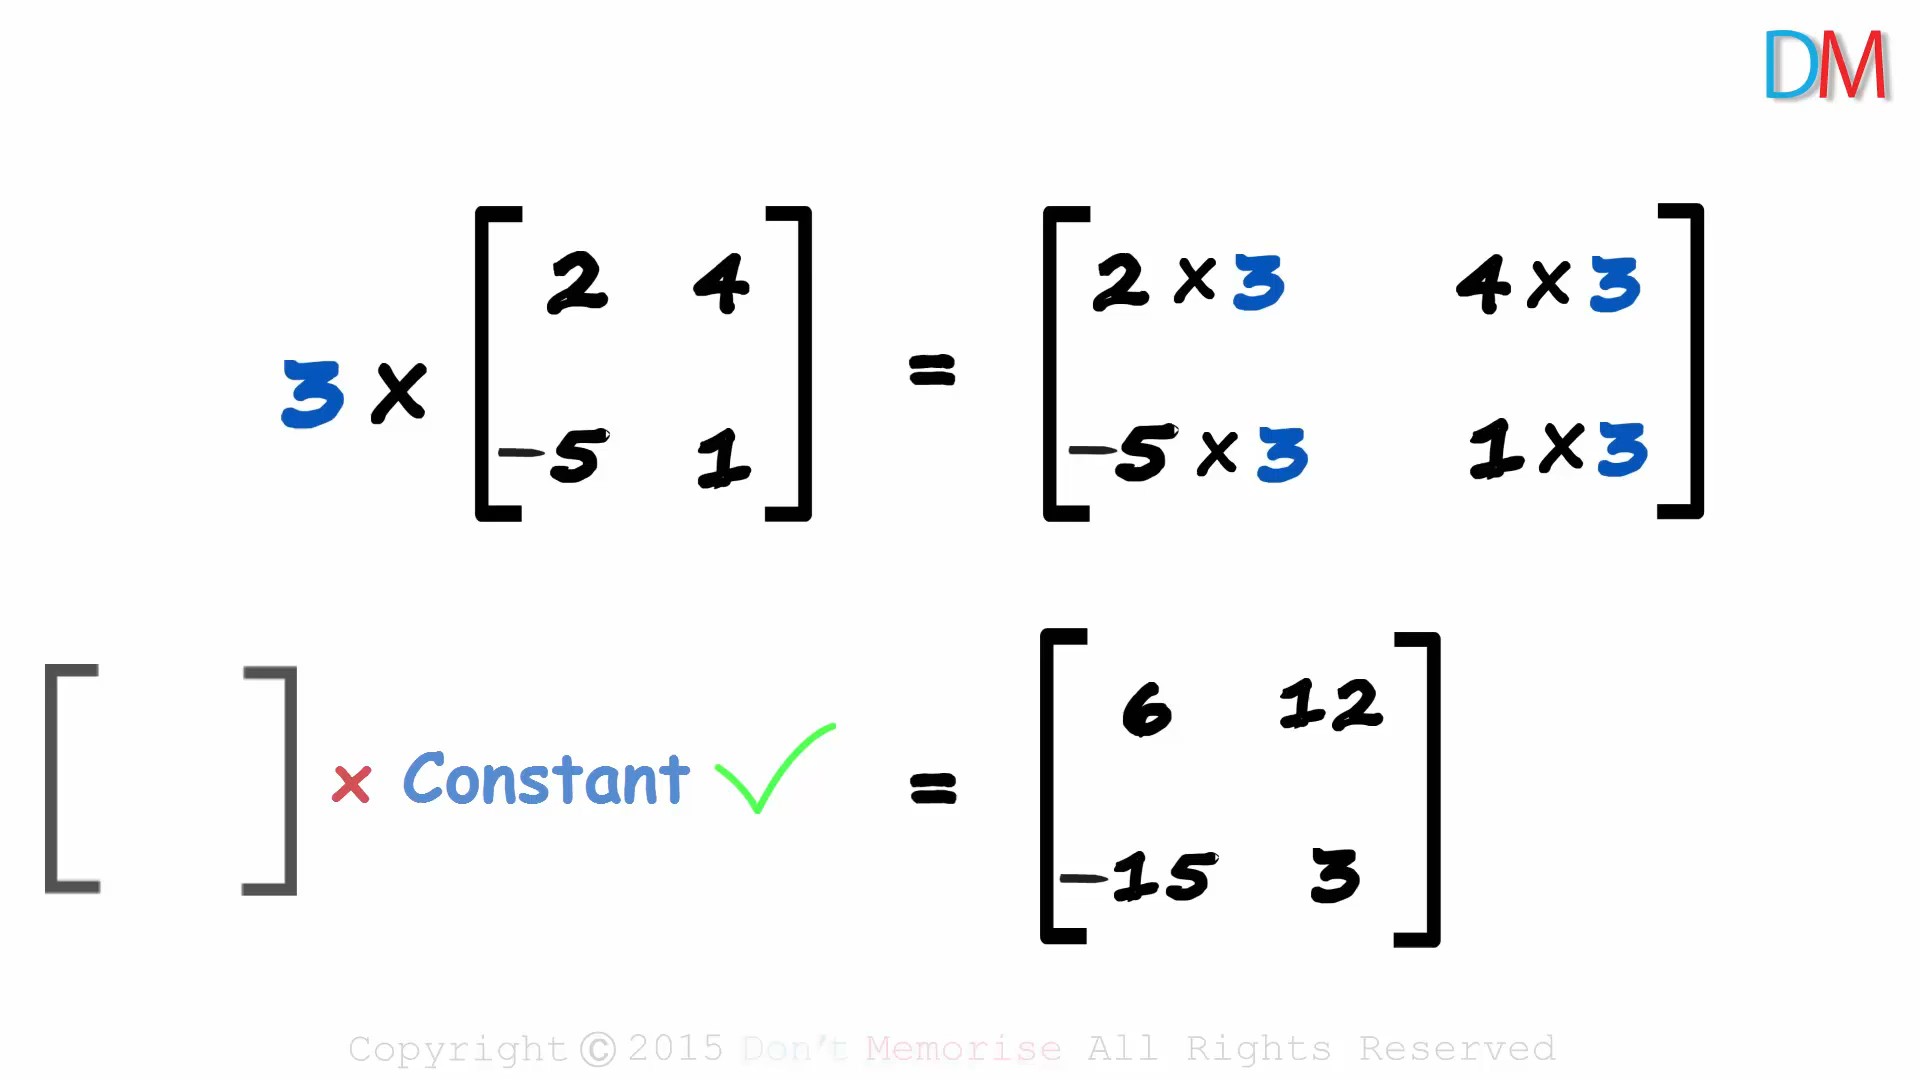 DM
3 x [ 2 4 ] = [ 2 x 3 4 x 3 ]
[ -5 1 ] [ -5 x 3 1 x 3 ]
[ ] x Constant ✓ = [ 6 12 ]
[ -15 3 ]
Copyright © 2015 Don't Memorise All Rights Reserved